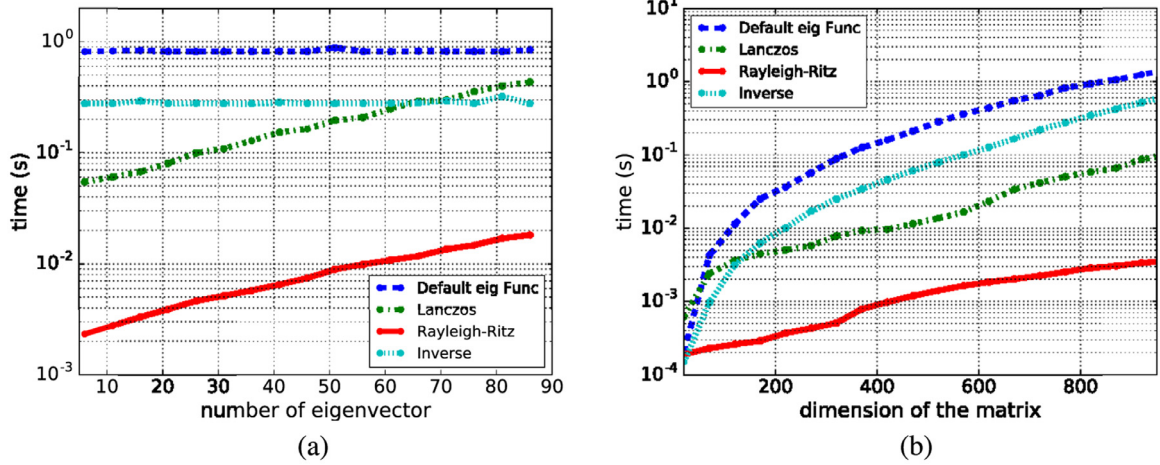 10⁰
10⁻¹
10⁻²
10⁻³
time (s)
10 20 30 40 50 60 70 80 90
number of eigenvector
Default eig Func
Lanczos
Rayleigh-Ritz
Inverse
(a)
10¹
10⁰
10⁻¹
10⁻²
10⁻³
10⁻⁴
time (s)
200 400 600 800
dimension of the matrix
Default eig Func
Lanczos
Rayleigh-Ritz
Inverse
(b)